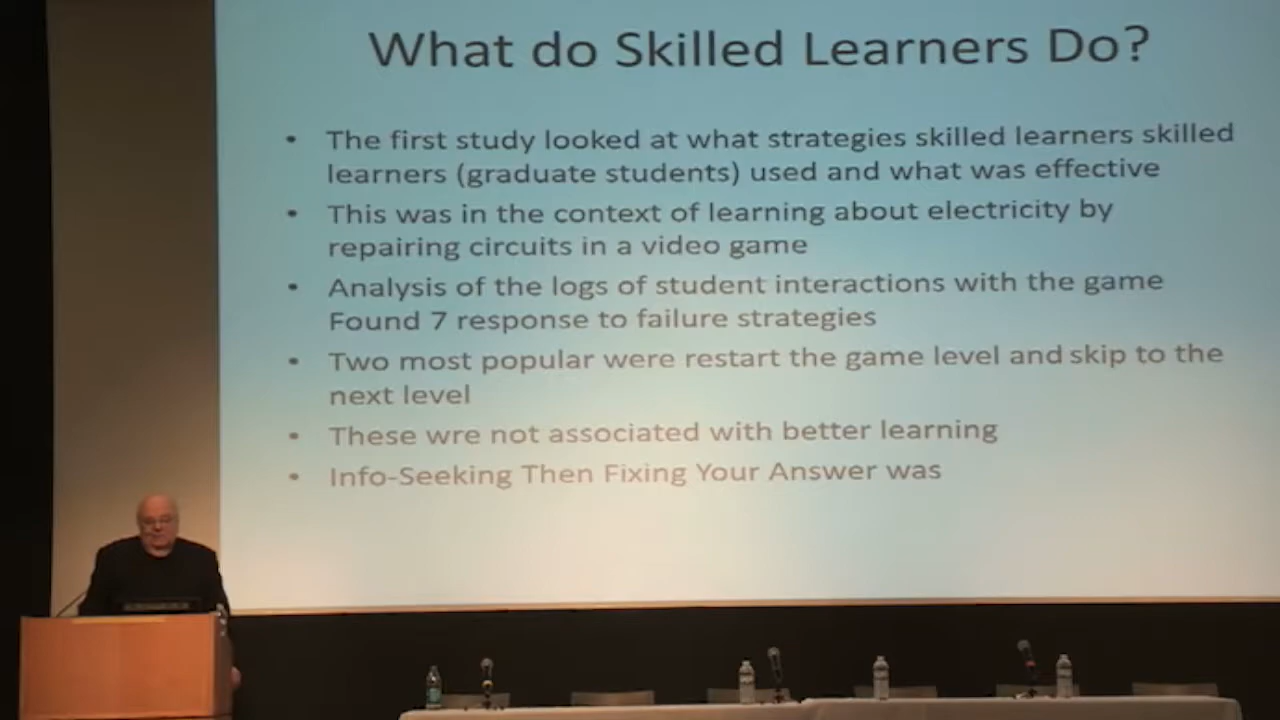 What do Skilled Learners Do?
• The first study looked at what strategies skilled learners skilled
learners (graduate students) used and what was effective
• This was in the context of learning about electricity by
repairing circuits in a video game
• Analysis of the logs of student interactions with the game
Found 7 response to failure strategies
• Two most popular were restart the game level and skip to the
next level
• These wre not associated with better learning
• Info-Seeking Then Fixing Your Answer was